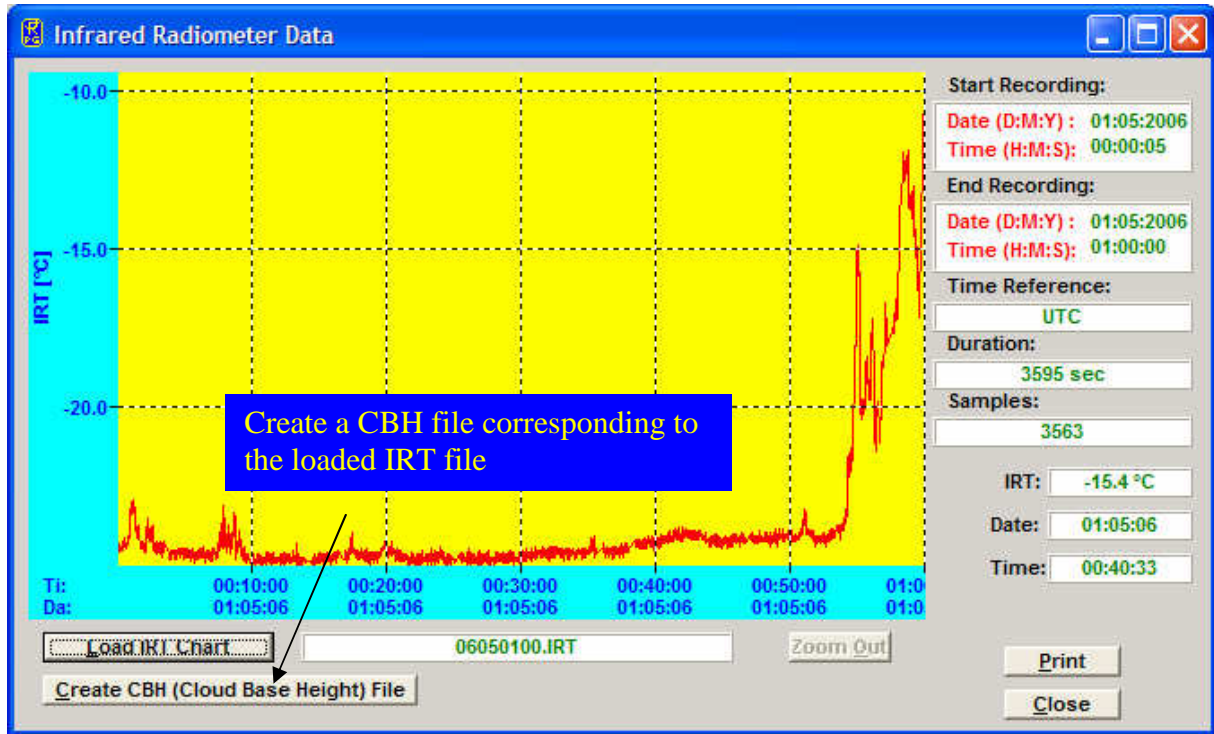 Infrared Radiometer Data
-10.0
-15.0
-20.0
IRT [°C]
Create a CBH file corresponding to
the loaded IRT file
Ti: 00:10:00 00:20:00 00:30:00 00:40:00 00:50:00 01:0
Da: 01:05:06 01:05:06 01:05:06 01:05:06 01:05:06 01:0
Load IRT Chart
06050100.IRT
Zoom Out
Create CBH (Cloud Base Height) File
Start Recording:
Date (D:M:Y) : 01:05:2006
Time (H:M:S): 00:00:05
End Recording:
Date (D:M:Y) : 01:05:2006
Time (H:M:S): 01:00:00
Time Reference:
UTC
Duration:
3595 sec
Samples:
3563
IRT: -15.4 °C
Date: 01:05:06
Time: 00:40:33
Print
Close